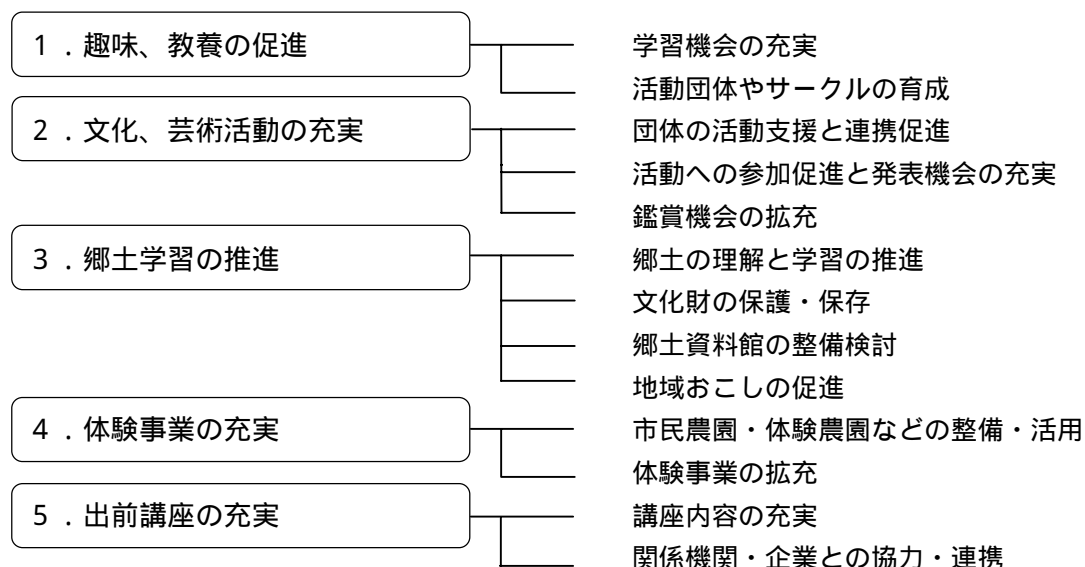 1．趣味、教養の促進
学習機会の充実
活動団体やサークルの育成
2．文化、芸術活動の充実
団体の活動支援と連携促進
活動への参加促進と発表機会の充実
鑑賞機会の拡充
3．郷土学習の推進
郷土の理解と学習の推進
文化財の保護・保存
郷土資料館の整備検討
地域おこしの促進
4．体験事業の充実
市民農園・体験農園などの整備・活用
体験事業の拡充
5．出前講座の充実
講座内容の充実
関係機関・企業との協力・連携